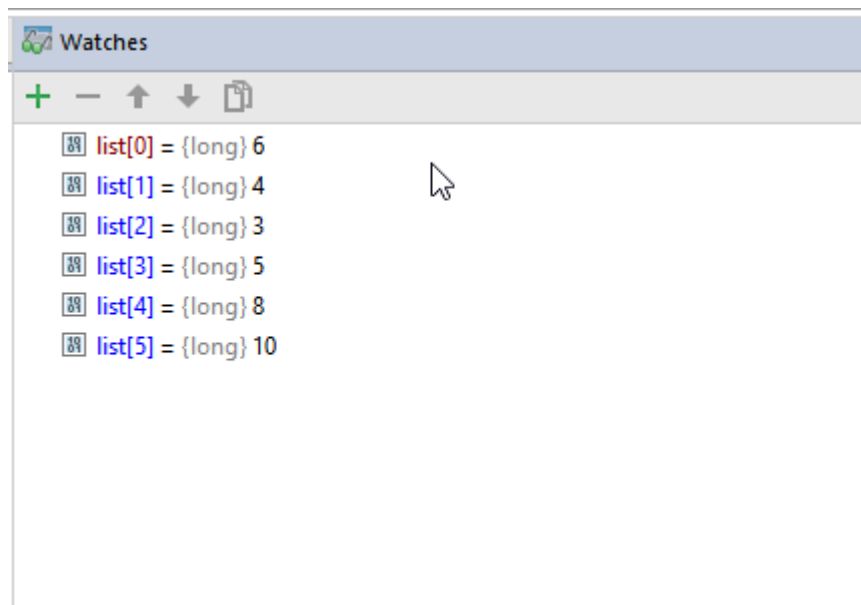 Watches
list[0] = {long} 6
list[1] = {long} 4
list[2] = {long} 3
list[3] = {long} 5
list[4] = {long} 8
list[5] = {long} 10